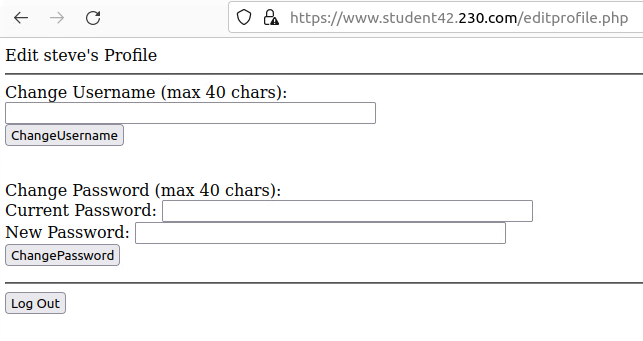 https://www.student42.230.com/editprofile.php
Edit steve's Profile
Change Username (max 40 chars):
ChangeUsername
Change Password (max 40 chars):
Current Password:
New Password:
ChangePassword
Log Out